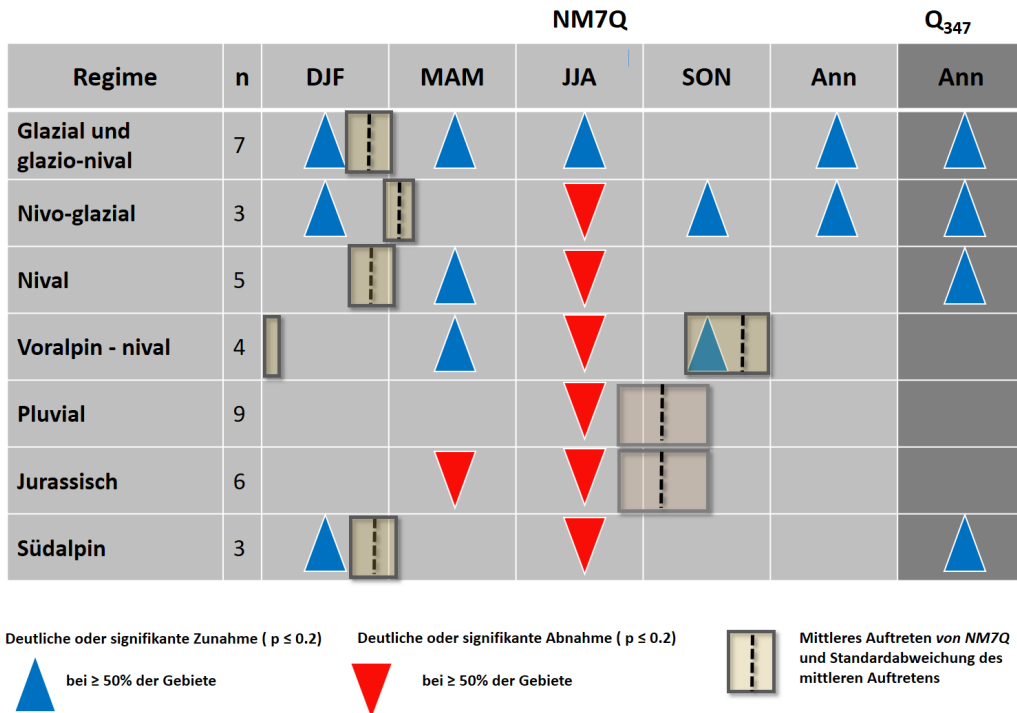 NM7Q Q347
Regime n DJF MAM JJA SON Ann Ann
Glazial und
glazio-nival 7
Nivo-glazial 3
Nival 5
Voralpin - nival 4
Pluvial 9
Jurassisch 6
Südalpin 3
Deutliche oder signifikante Zunahme ( p ≤ 0.2)
bei ≥ 50% der Gebiete
Deutliche oder signifikante Abnahme ( p ≤ 0.2)
bei ≥ 50% der Gebiete
Mittleres Auftreten von NM7Q
und Standardabweichung des
mittleren Auftretens